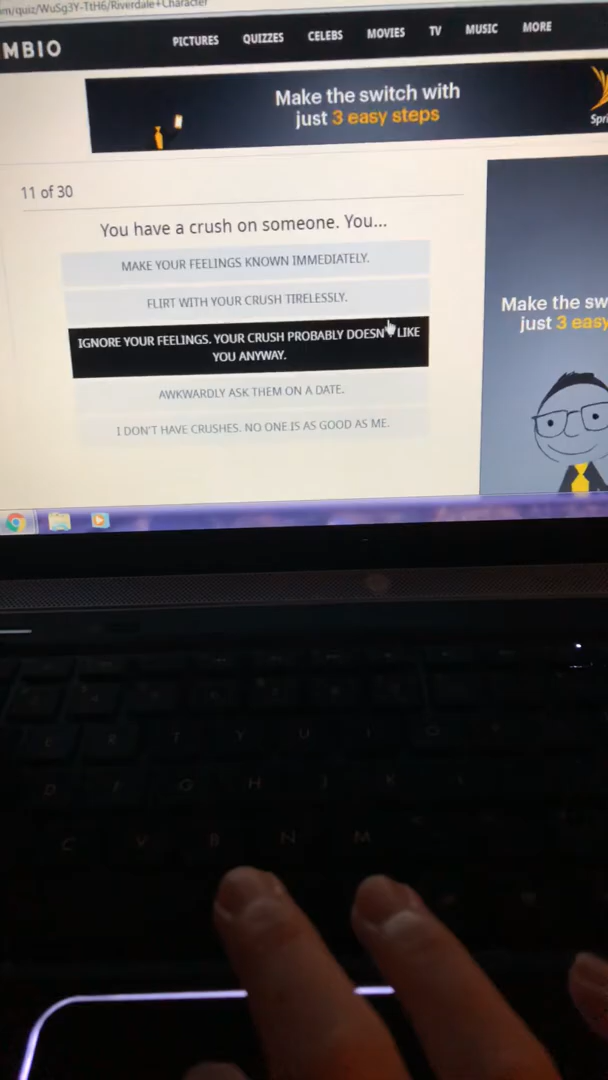 m/quiz/WuSg3Y-TtH6/Riverdale+Character
MBIO PICTURES QUIZZES CELEBS MOVIES TV MUSIC MORE
Make the switch with
just 3 easy steps
Spri
11 of 30
You have a crush on someone. You...
MAKE YOUR FEELINGS KNOWN IMMEDIATELY.
FLIRT WITH YOUR CRUSH TIRELESSLY.
IGNORE YOUR FEELINGS. YOUR CRUSH PROBABLY DOESN'T LIKE
YOU ANYWAY.
AWKWARDLY ASK THEM ON A DATE.
I DON'T HAVE CRUSHES. NO ONE IS AS GOOD AS ME.
Make the sw
just 3 easy
E R T Y U I O
D F G H J K L
C V B N M